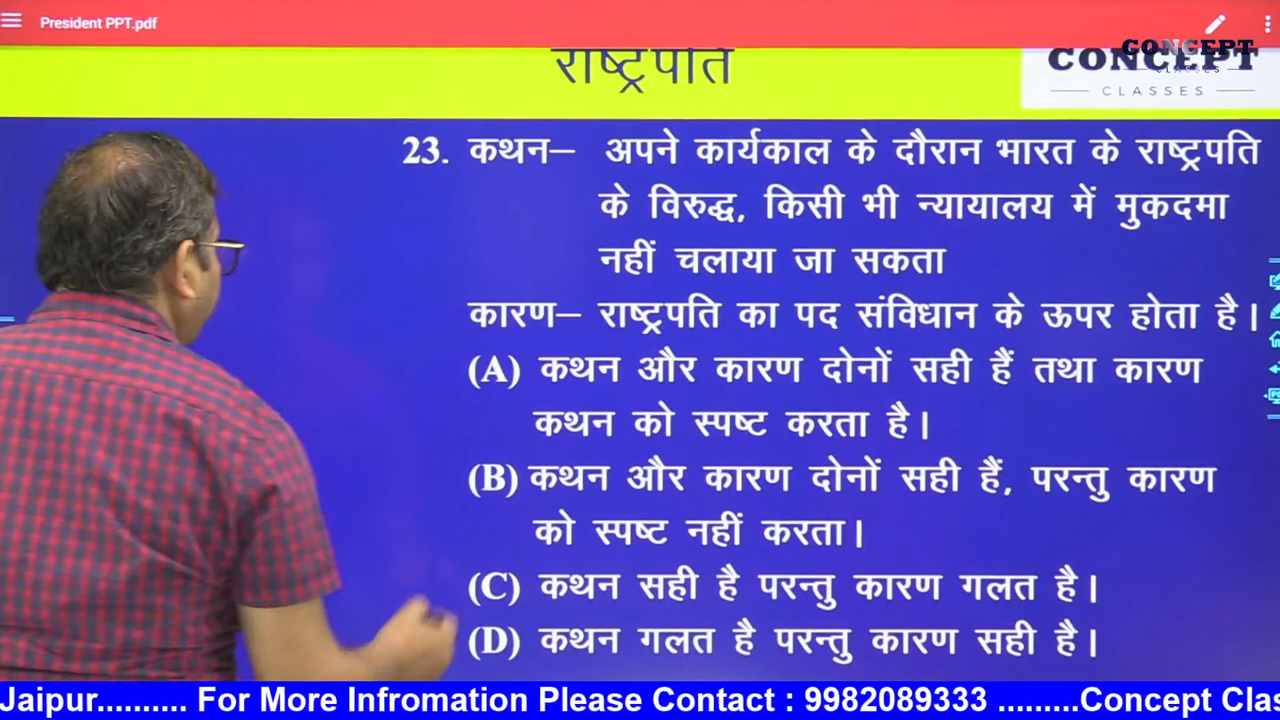 President PPT.pdf
राष्ट्रपति
CONCEPT
CLASSES
CONCEPT
CLASSES
23. कथन– अपने कार्यकाल के दौरान भारत के राष्ट्रपति
के विरुद्ध, किसी भी न्यायालय में मुकदमा
नहीं चलाया जा सकता
कारण– राष्ट्रपति का पद संविधान के ऊपर होता है।
(A) कथन और कारण दोनों सही हैं तथा कारण
कथन को स्पष्ट करता है।
(B) कथन और कारण दोनों सही हैं, परन्तु कारण
को स्पष्ट नहीं करता।
(C) कथन सही है परन्तु कारण गलत है।
(D) कथन गलत है परन्तु कारण सही है।
Jaipur.......... For More Infromation Please Contact : 9982089333 .........Concept Clas